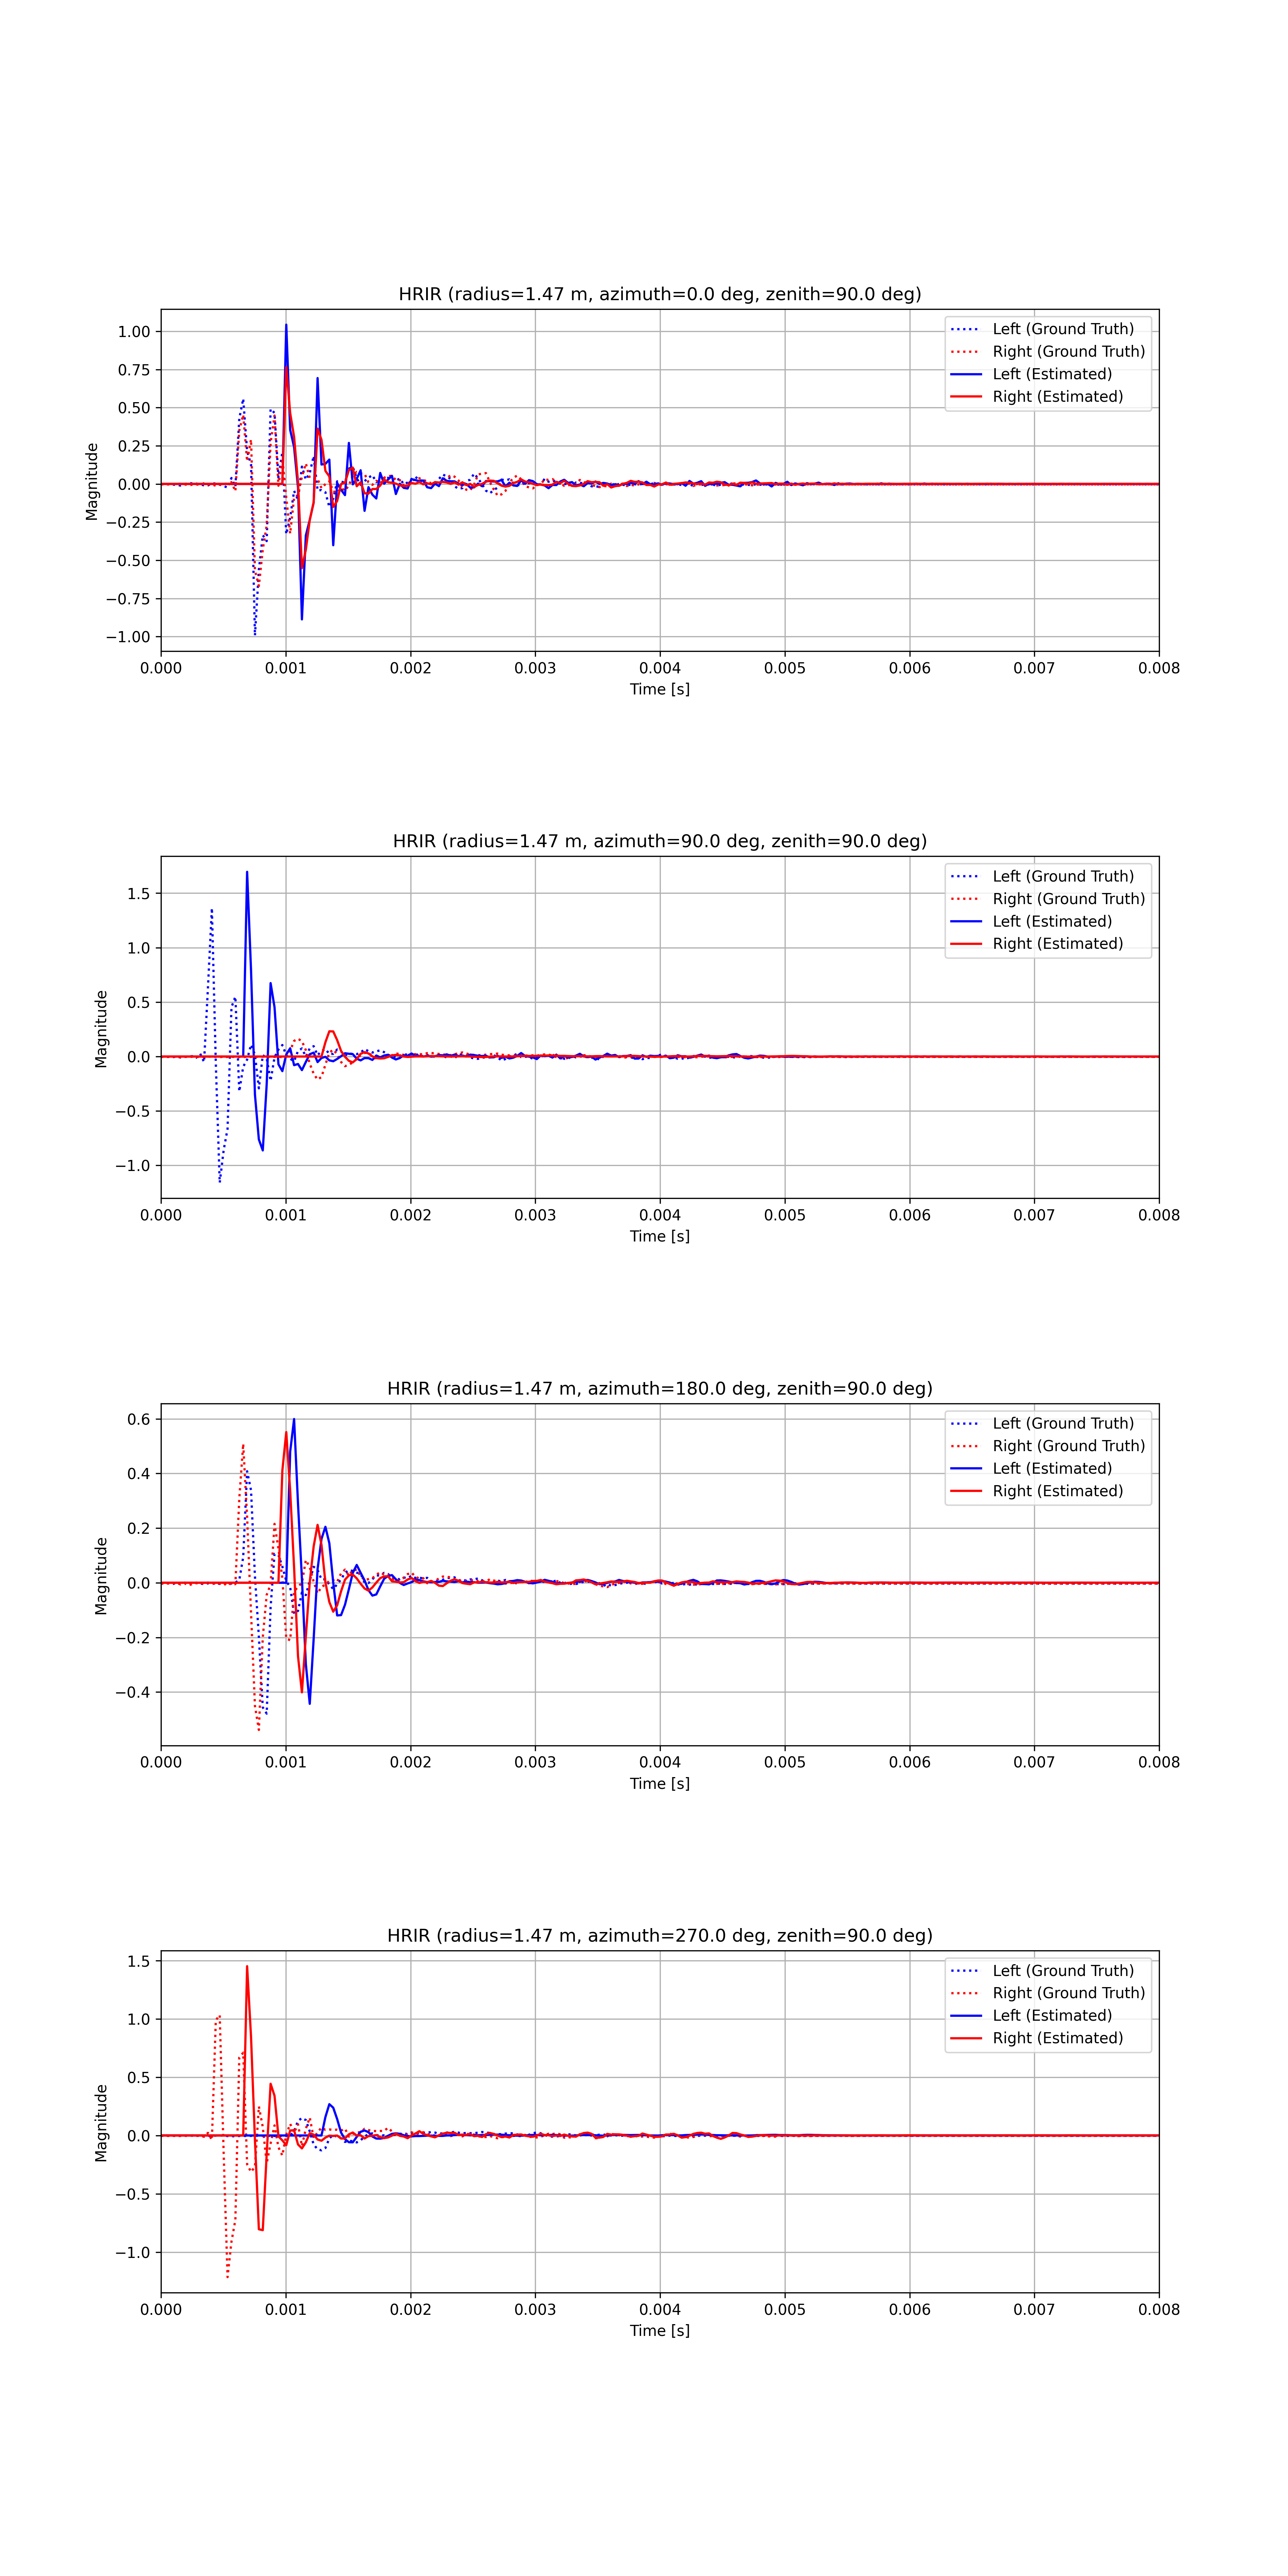 HRIR (radius=1.47 m, azimuth=0.0 deg, zenith=90.0 deg)
Left (Ground Truth)
Right (Ground Truth)
Left (Estimated)
Right (Estimated)
1.00
0.75
0.50
0.25
0.00
−0.25
−0.50
−0.75
−1.00
Magnitude
0.000 0.001 0.002 0.003 0.004 0.005 0.006 0.007 0.008
Time [s]
HRIR (radius=1.47 m, azimuth=90.0 deg, zenith=90.0 deg)
Left (Ground Truth)
Right (Ground Truth)
Left (Estimated)
Right (Estimated)
1.5
1.0
0.5
0.0
−0.5
−1.0
Magnitude
0.000 0.001 0.002 0.003 0.004 0.005 0.006 0.007 0.008
Time [s]
HRIR (radius=1.47 m, azimuth=180.0 deg, zenith=90.0 deg)
Left (Ground Truth)
Right (Ground Truth)
Left (Estimated)
Right (Estimated)
0.6
0.4
0.2
0.0
−0.2
−0.4
Magnitude
0.000 0.001 0.002 0.003 0.004 0.005 0.006 0.007 0.008
Time [s]
HRIR (radius=1.47 m, azimuth=270.0 deg, zenith=90.0 deg)
Left (Ground Truth)
Right (Ground Truth)
Left (Estimated)
Right (Estimated)
1.5
1.0
0.5
0.0
−0.5
−1.0
Magnitude
0.000 0.001 0.002 0.003 0.004 0.005 0.006 0.007 0.008
Time [s]